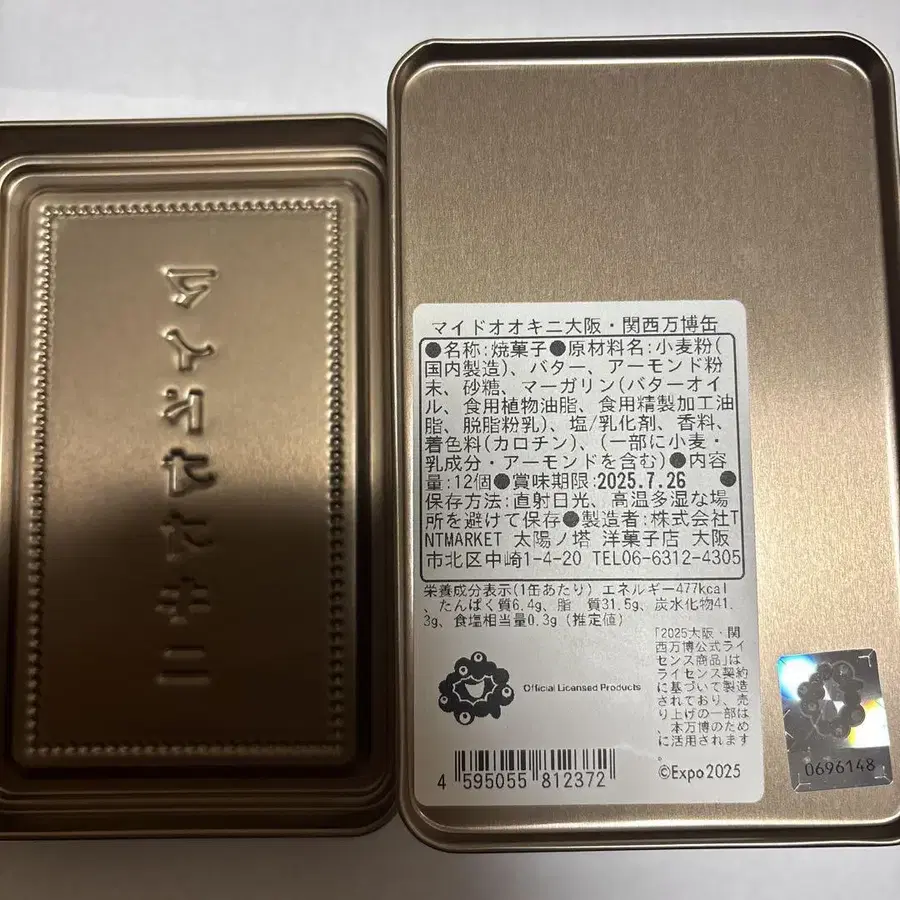 マイドオオキニ
マイドオオキニ大阪・関西万博缶
●名称:焼菓子●原材料名:小麦粉(
国内製造)、バター、アーモンド粉
末、砂糖、マーガリン(バターオイ
ル、食用植物油脂、食用精製加工油
脂、脱脂粉乳)、塩/乳化剤、香料、
着色料(カロチン)、(一部に小麦・
乳成分・アーモンドを含む)●内容
量:12個●賞味期限:2025.7.26 ●
保存方法:直射日光、高温多湿な場
所を避けて保存●製造者:株式会社T
NTMARKET 太陽ノ塔 洋菓子店 大阪
市北区中崎1-4-20 TEL06-6312-4305
栄養成分表示(1缶あたり) エネルギー477kcal
、たんぱく質6.4g、脂 質31.5g、炭水化物41.
3g、食塩相当量0.3g (推定値)
「2025大阪・関
西万博公式ライ
センス商品」は
ライセンス契約
に基づいて製造
されており、売
り上げの一部は
、本万博のため
に活用されます
。
Official Licensed Products
4 595055 812372
©Expo 2025
0696148